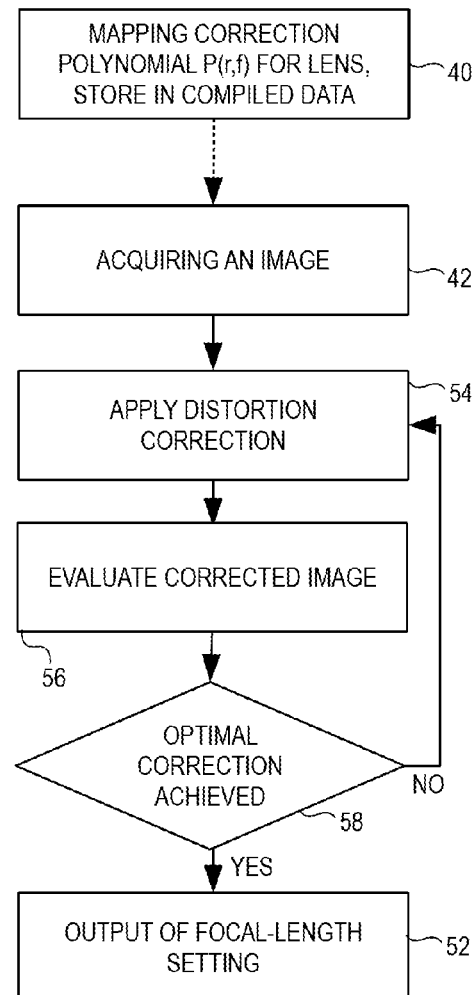 MAPPING CORRECTION
POLYNOMIAL P(r,f) FOR LENS,
STORE IN COMPILED DATA
40
ACQUIRING AN IMAGE
42
54
APPLY DISTORTION
CORRECTION
EVALUATE CORRECTED IMAGE
56
OPTIMAL
CORRECTION
ACHIEVED
NO
58
YES
OUTPUT OF FOCAL-LENGTH
SETTING
52